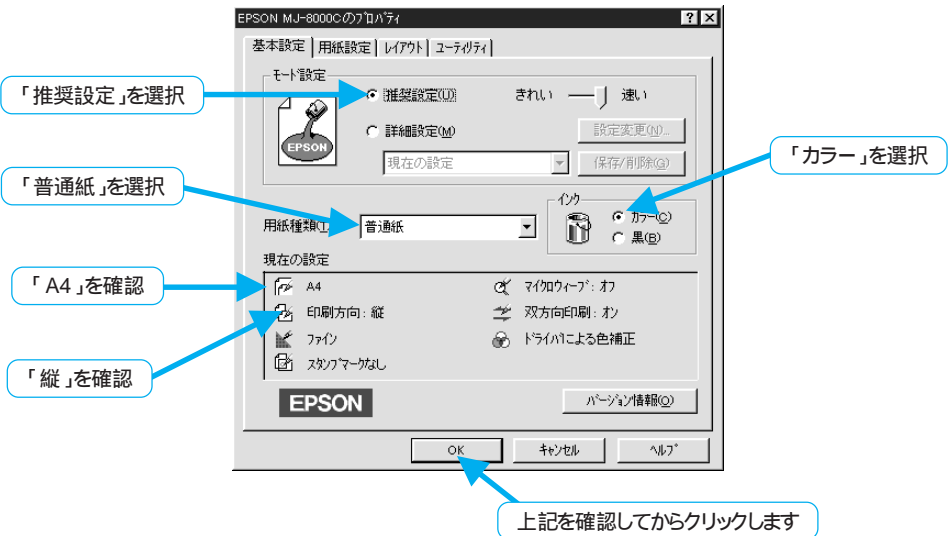 EPSON MJ-8000Cのプロパティ
基本設定 用紙設定 レイアウト ユーティリティ
モード設定
「推奨設定」を選択
推奨設定(U)
きれい 速い
EPSON
詳細設定(M)
設定変更(N)...
現在の設定
保存/削除(G)
「カラー」を選択
「普通紙」を選択
用紙種類(T)
普通紙
インク
カラー(C)
黒(B)
現在の設定
「A4」を確認
A4
マイクロウィーブ: オフ
印刷方向: 縦
双方向印刷: オン
ファイン
ドライバによる色補正
「縦」を確認
スタンプマークなし
EPSON
バージョン情報(O)
OK
キャンセル
ヘルプ
上記を確認してからクリックします